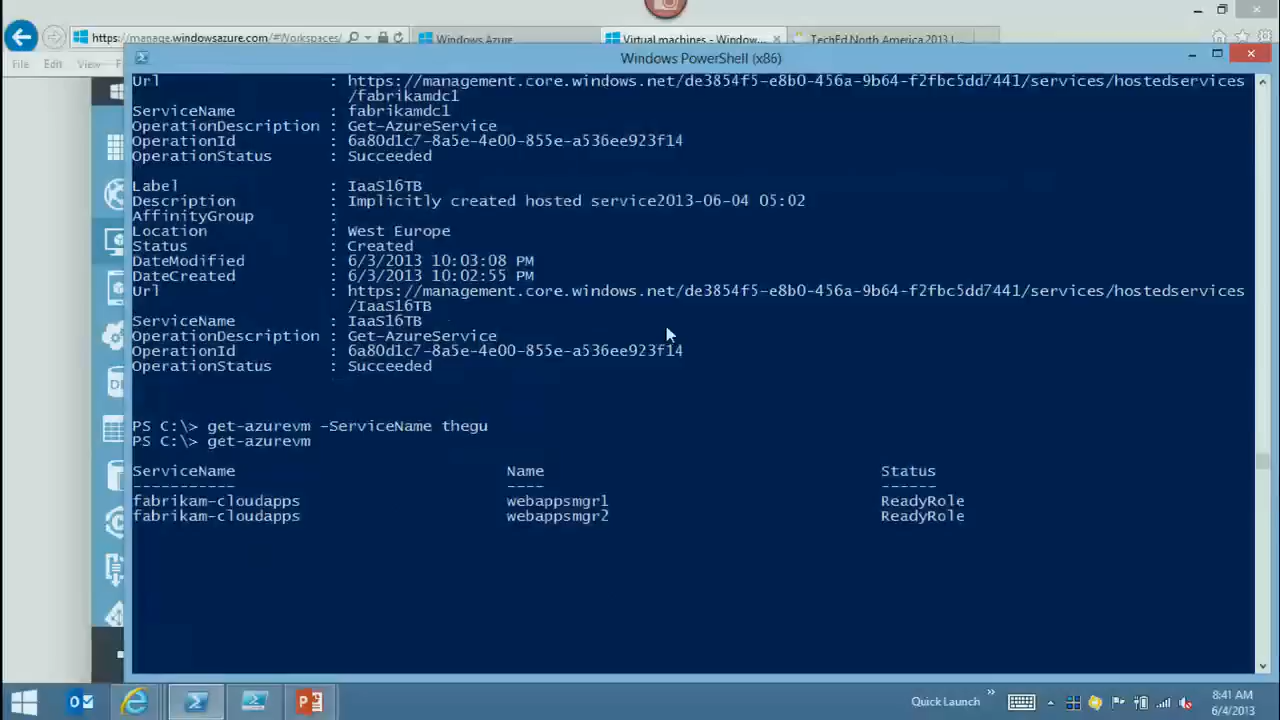 https://manage.windowsazure.com/#Workspaces/
Windows Azure
Virtual machines - Window...
TechEd North America 2013 L
File Edit View
Windows PowerShell (x86)
Url : https://management.core.windows.net/de3854f5-e8b0-456a-9b64-f2fbc5dd7441/services/hostedservices
/fabrikamdc1
ServiceName : fabrikamdc1
OperationDescription : Get-AzureService
OperationId : 6a80d1c7-8a5e-4e00-855e-a536ee923f14
OperationStatus : Succeeded
Label : IaaS16TB
Description : Implicitly created hosted service2013-06-04 05:02
AffinityGroup :
Location : West Europe
Status : Created
DateModified : 6/3/2013 10:03:08 PM
DateCreated : 6/3/2013 10:02:55 PM
Url : https://management.core.windows.net/de3854f5-e8b0-456a-9b64-f2fbc5dd7441/services/hostedservices
/IaaS16TB
ServiceName : IaaS16TB
OperationDescription : Get-AzureService
OperationId : 6a80d1c7-8a5e-4e00-855e-a536ee923f14
OperationStatus : Succeeded
PS C:\> get-azurevm -ServiceName thegu
PS C:\> get-azurevm
ServiceName Name Status
----------- ---- ------
fabrikam-cloudapps webappsmgr1 ReadyRole
fabrikam-cloudapps webappsmgr2 ReadyRole
Quick Launch
8:41 AM
6/4/2013